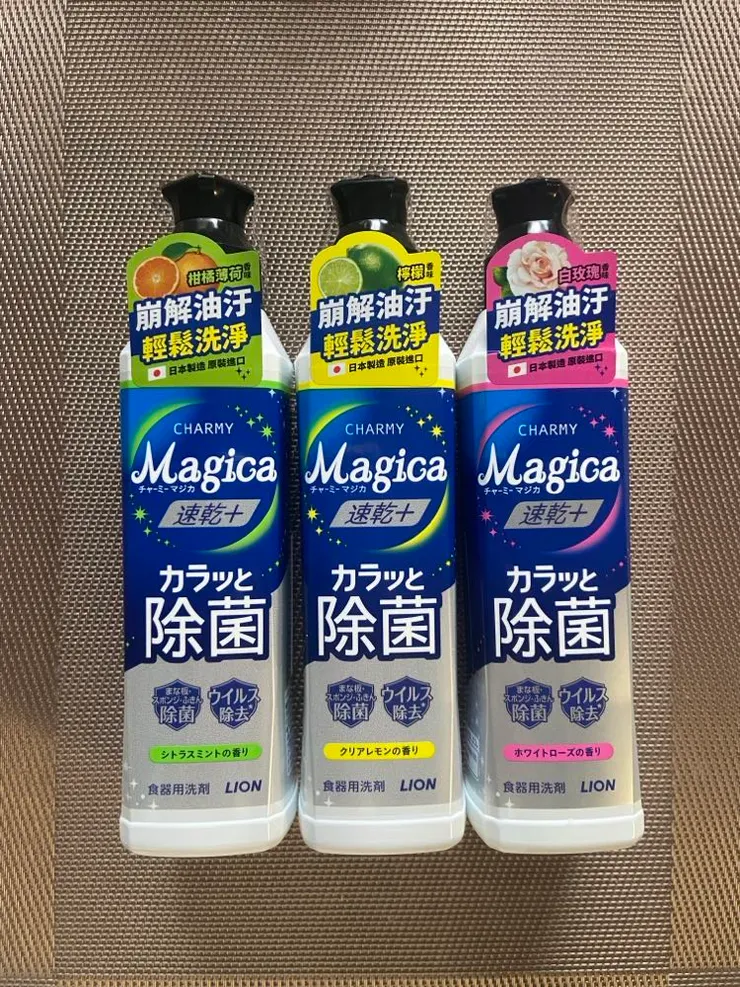 柑橘薄荷香味
崩解油汙
輕鬆洗淨
日本製造 原裝進口
CHARMY
Magica
チャーミーマジカ
速乾＋
カラッと
除菌
まな板・
スポンジ・ふきん
除菌
ウイルス
除去*
シトラスミントの香り
食器用洗剤 LION
檸檬香味
崩解油汙
輕鬆洗淨
日本製造 原裝進口
CHARMY
Magica
チャーミーマジカ
速乾＋
カラッと
除菌
まな板・
スポンジ・ふきん
除菌
ウイルス
除去*
クリアレモンの香り
食器用洗剤 LION
白玫瑰香味
崩解油汙
輕鬆洗淨
日本製造 原裝進口
CHARMY
Magica
チャーミーマジカ
速乾＋
カラッと
除菌
まな板・
スポンジ・ふきん
除菌
ウイルス
除去*
ホワイトローズの香り
食器用洗剤 LION